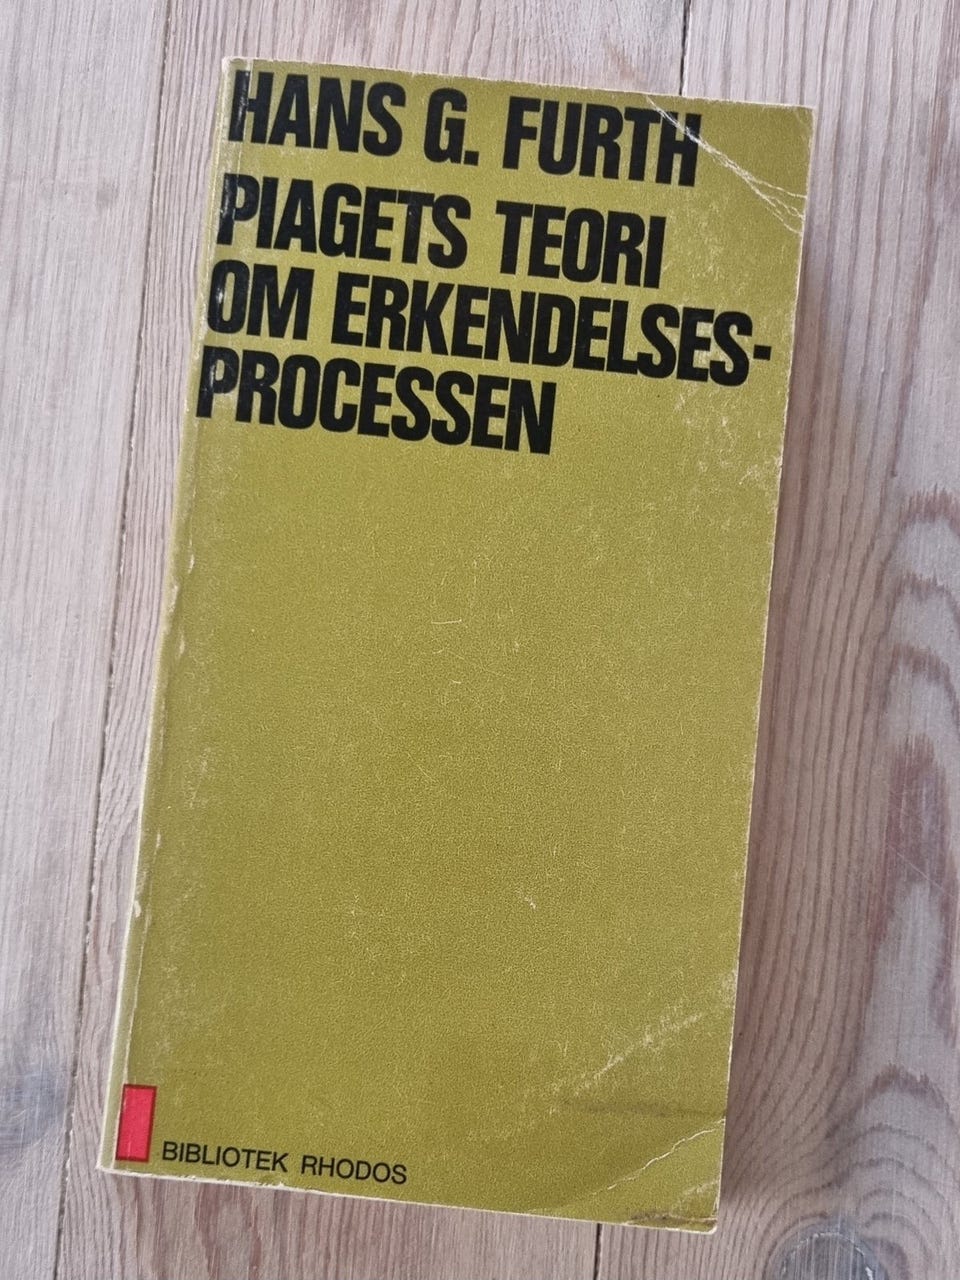 HANS G. FURTH
PIAGETS TEORI
OM ERKENDELSES-
PROCESSEN
BIBLIOTEK RHODOS